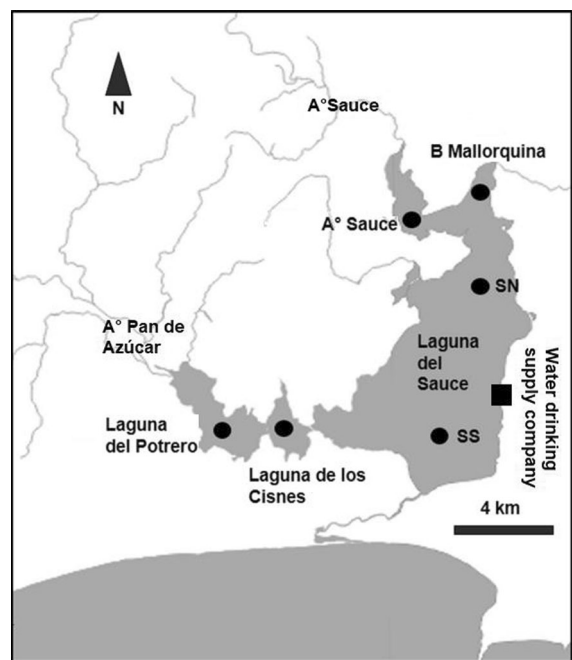 A°Sauce
N
B Mallorquina
A° Sauce
SN
A° Pan de
Azúcar
Laguna
del
Sauce
Water drinking
supply company
Laguna
del Potrero
SS
Laguna de los
Cisnes
4 km